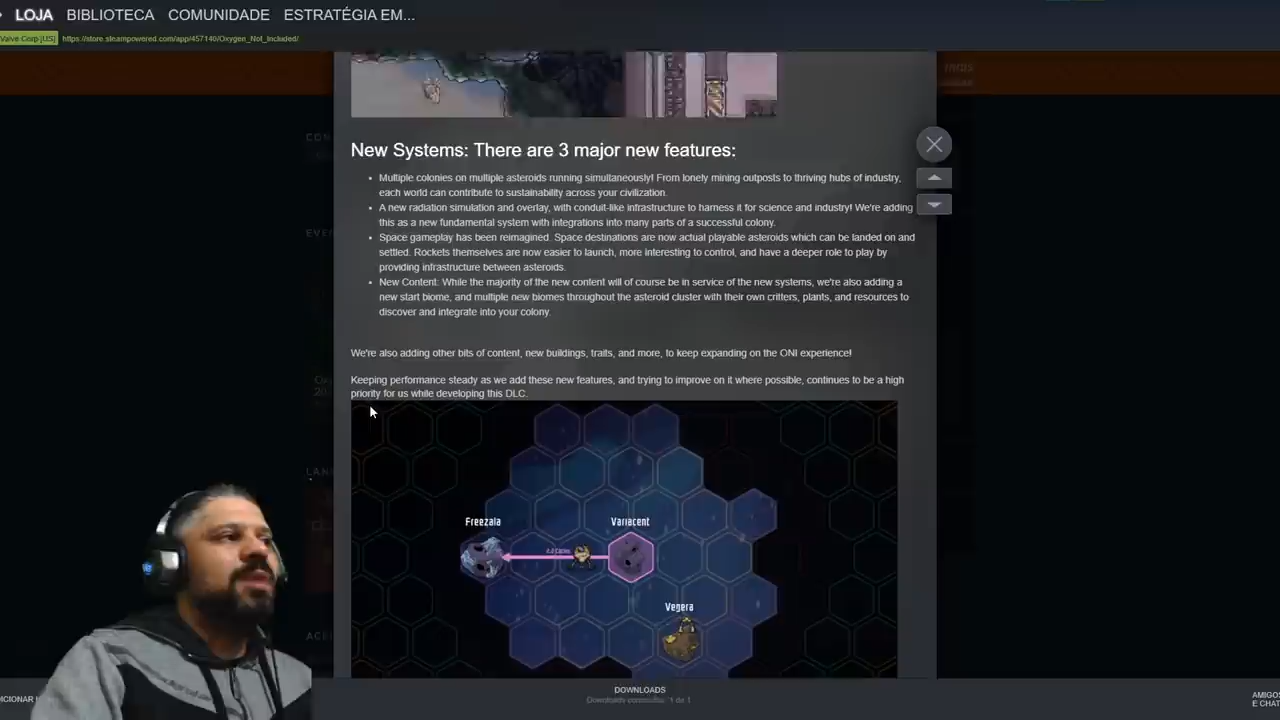 LOJA BIBLIOTECA COMUNIDADE ESTRATÉGIA EM...
Valve Corp [US] https://store.steampowered.com/app/457140/Oxygen_Not_Included/
New Systems: There are 3 major new features:
• Multiple colonies on multiple asteroids running simultaneously! From lonely mining outposts to thriving hubs of industry,
each world can contribute to sustainability across your civilization.
• A new radiation simulation and overlay, with conduit-like infrastructure to harness it for science and industry! We're adding
this as a new fundamental system with integrations into many parts of a successful colony.
• Space gameplay has been reimagined. Space destinations are now actual playable asteroids which can be landed on and
settled. Rockets themselves are now easier to launch, more interesting to control, and have a deeper role to play by
providing infrastructure between asteroids.
• New Content: While the majority of the new content will of course be in service of the new systems, we're also adding a
new start biome, and multiple new biomes throughout the asteroid cluster with their own critters, plants, and resources to
discover and integrate into your colony.
We're also adding other bits of content, new buildings, traits, and more, to keep expanding on the ONI experience!
Keeping performance steady as we add these new features, and trying to improve on it where possible, continues to be a high
priority for us while developing this DLC.
Freezala
Variacent
Vegera
DOWNLOADS
1 de 1
AMIGOS
E CHAT